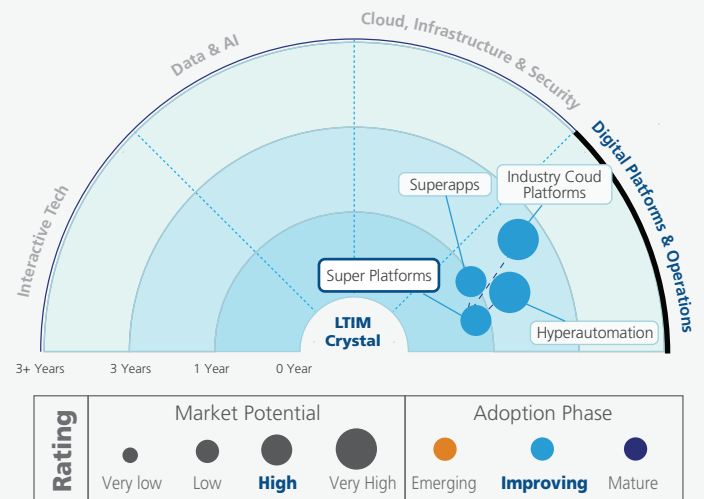 Cloud, Infrastructure & Security
Data & AI
Digital Platforms & Operations
Interactive Tech
Superapps
Industry Coud
Platforms
Super Platforms
Hyperautomation
LTIM
Crystal
3+ Years
3 Years
1 Year
0 Year
Rating
Market Potential
Adoption Phase
Very low
Low
High
Very High
Emerging
Improving
Mature